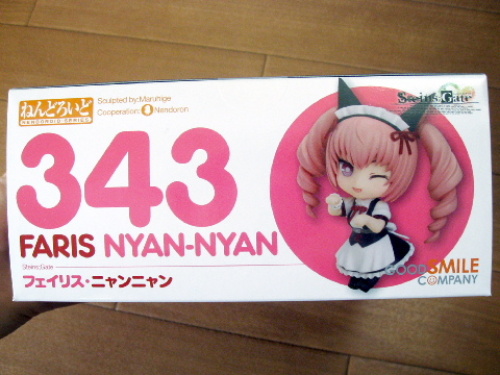 ねんどろいど
NENDOROID SERIES
Sculpted by: Maruhige
Cooperation: Nendoron
343
FARIS NYAN-NYAN
Steins;Gate
フェイリス・ニャンニャン
Steins;Gate
GOOD SMILE
COMPANY